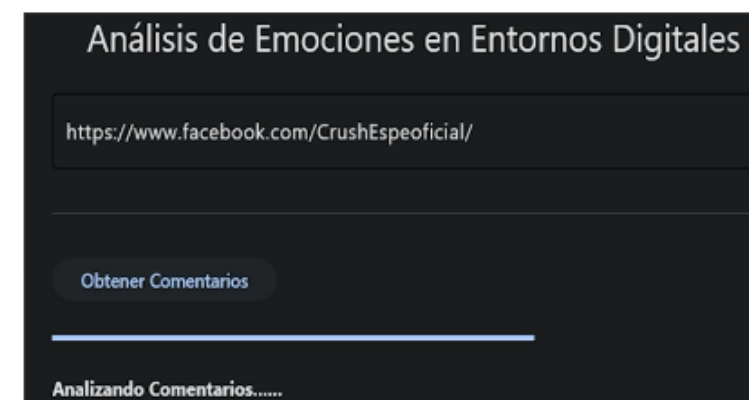 Análisis de Emociones en Entornos Digitales
https://www.facebook.com/CrushEspeoficial/
Obtener Comentarios
Analizando Comentarios......